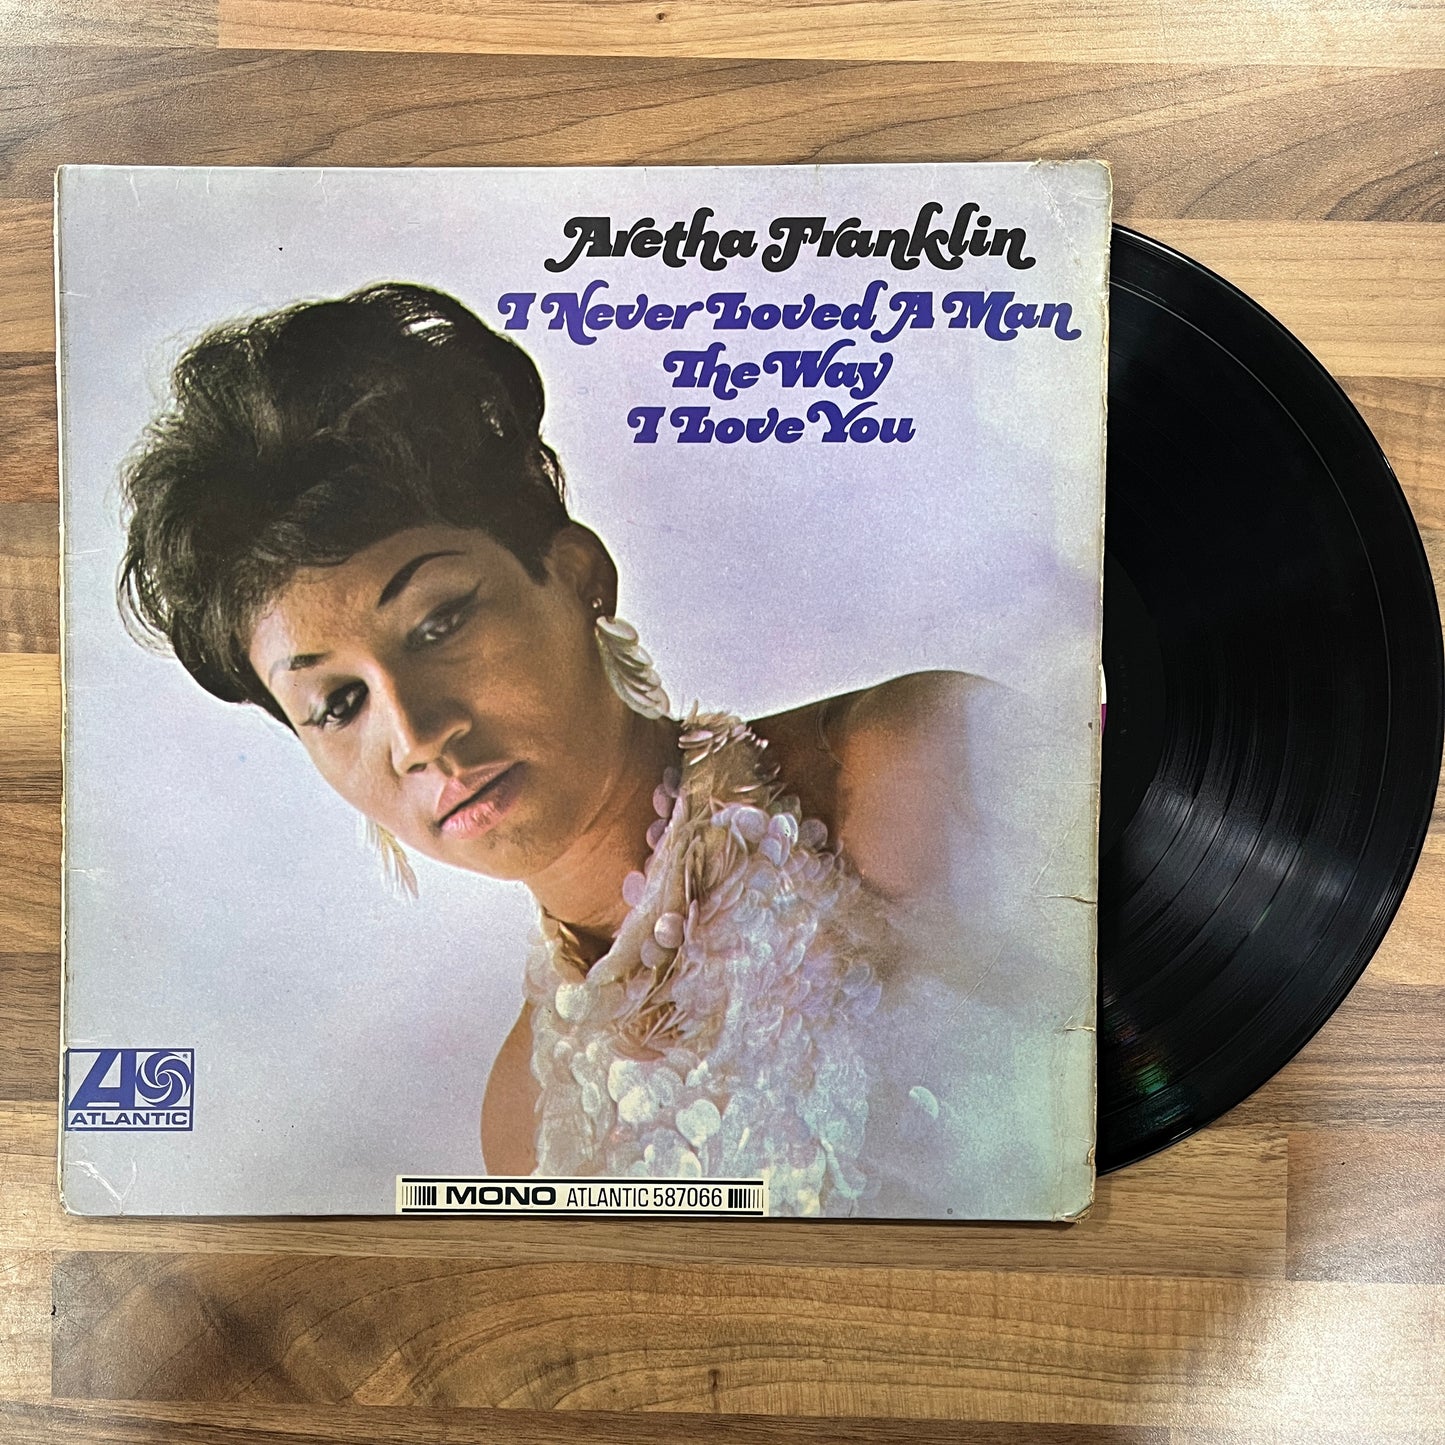 Aretha Franklin
I Never Loved A Man
The Way
I Love You
ATLANTIC
MONO ATLANTIC 587066